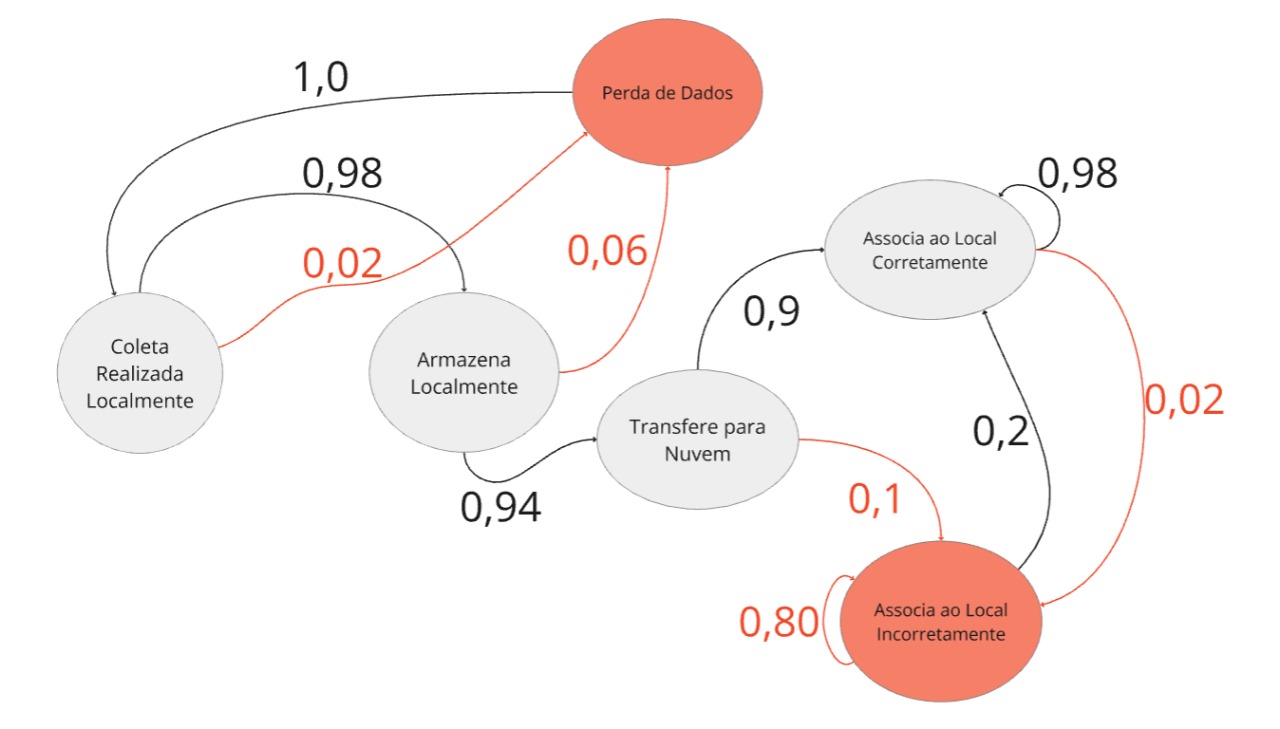 1,0
Perda de Dados
0,98
0,98
0,02
0,06
Associa ao Local
Corretamente
0,9
Coleta
Realizada
Localmente
Armazena
Localmente
Transfere para
Nuvem
0,2
0,02
0,94
0,1
0,80
Associa ao Local
Incorretamente